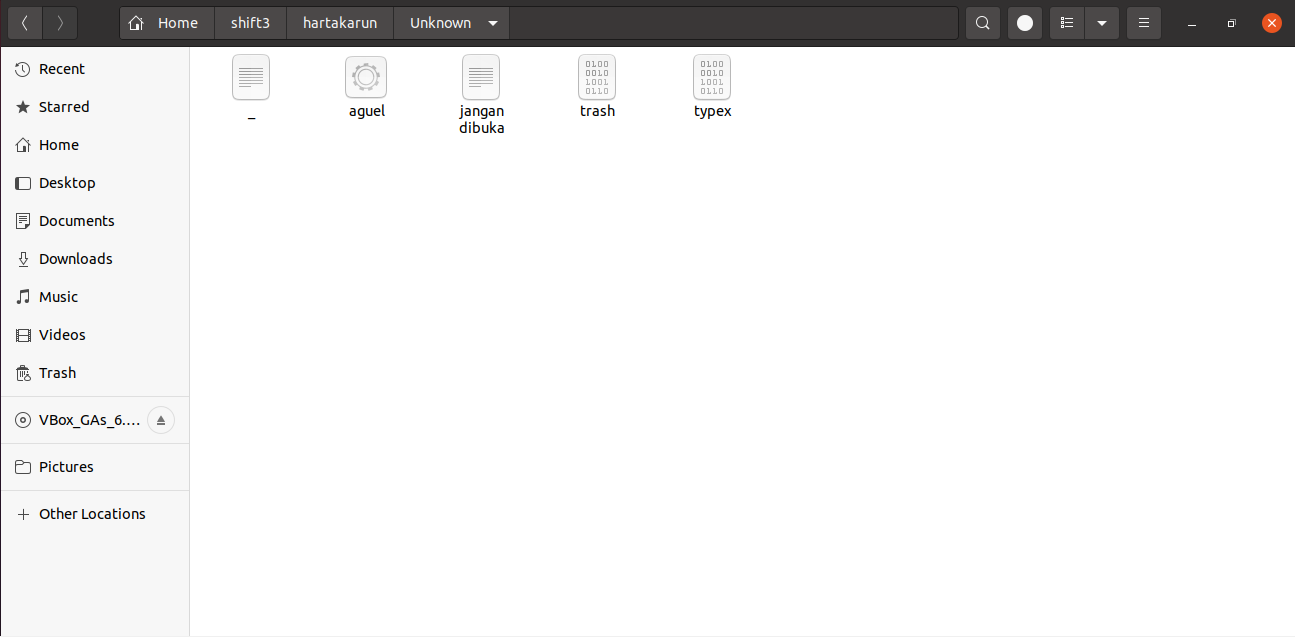 Home shift3 hartakarun Unknown
Recent
Starred
Home
Desktop
Documents
Downloads
Music
Videos
Trash
VBox_GAs_6....
Pictures
Other Locations
_
aguel
jangan
dibuka
0100
0010
1001
0110
trash
0100
0010
1001
0110
typex